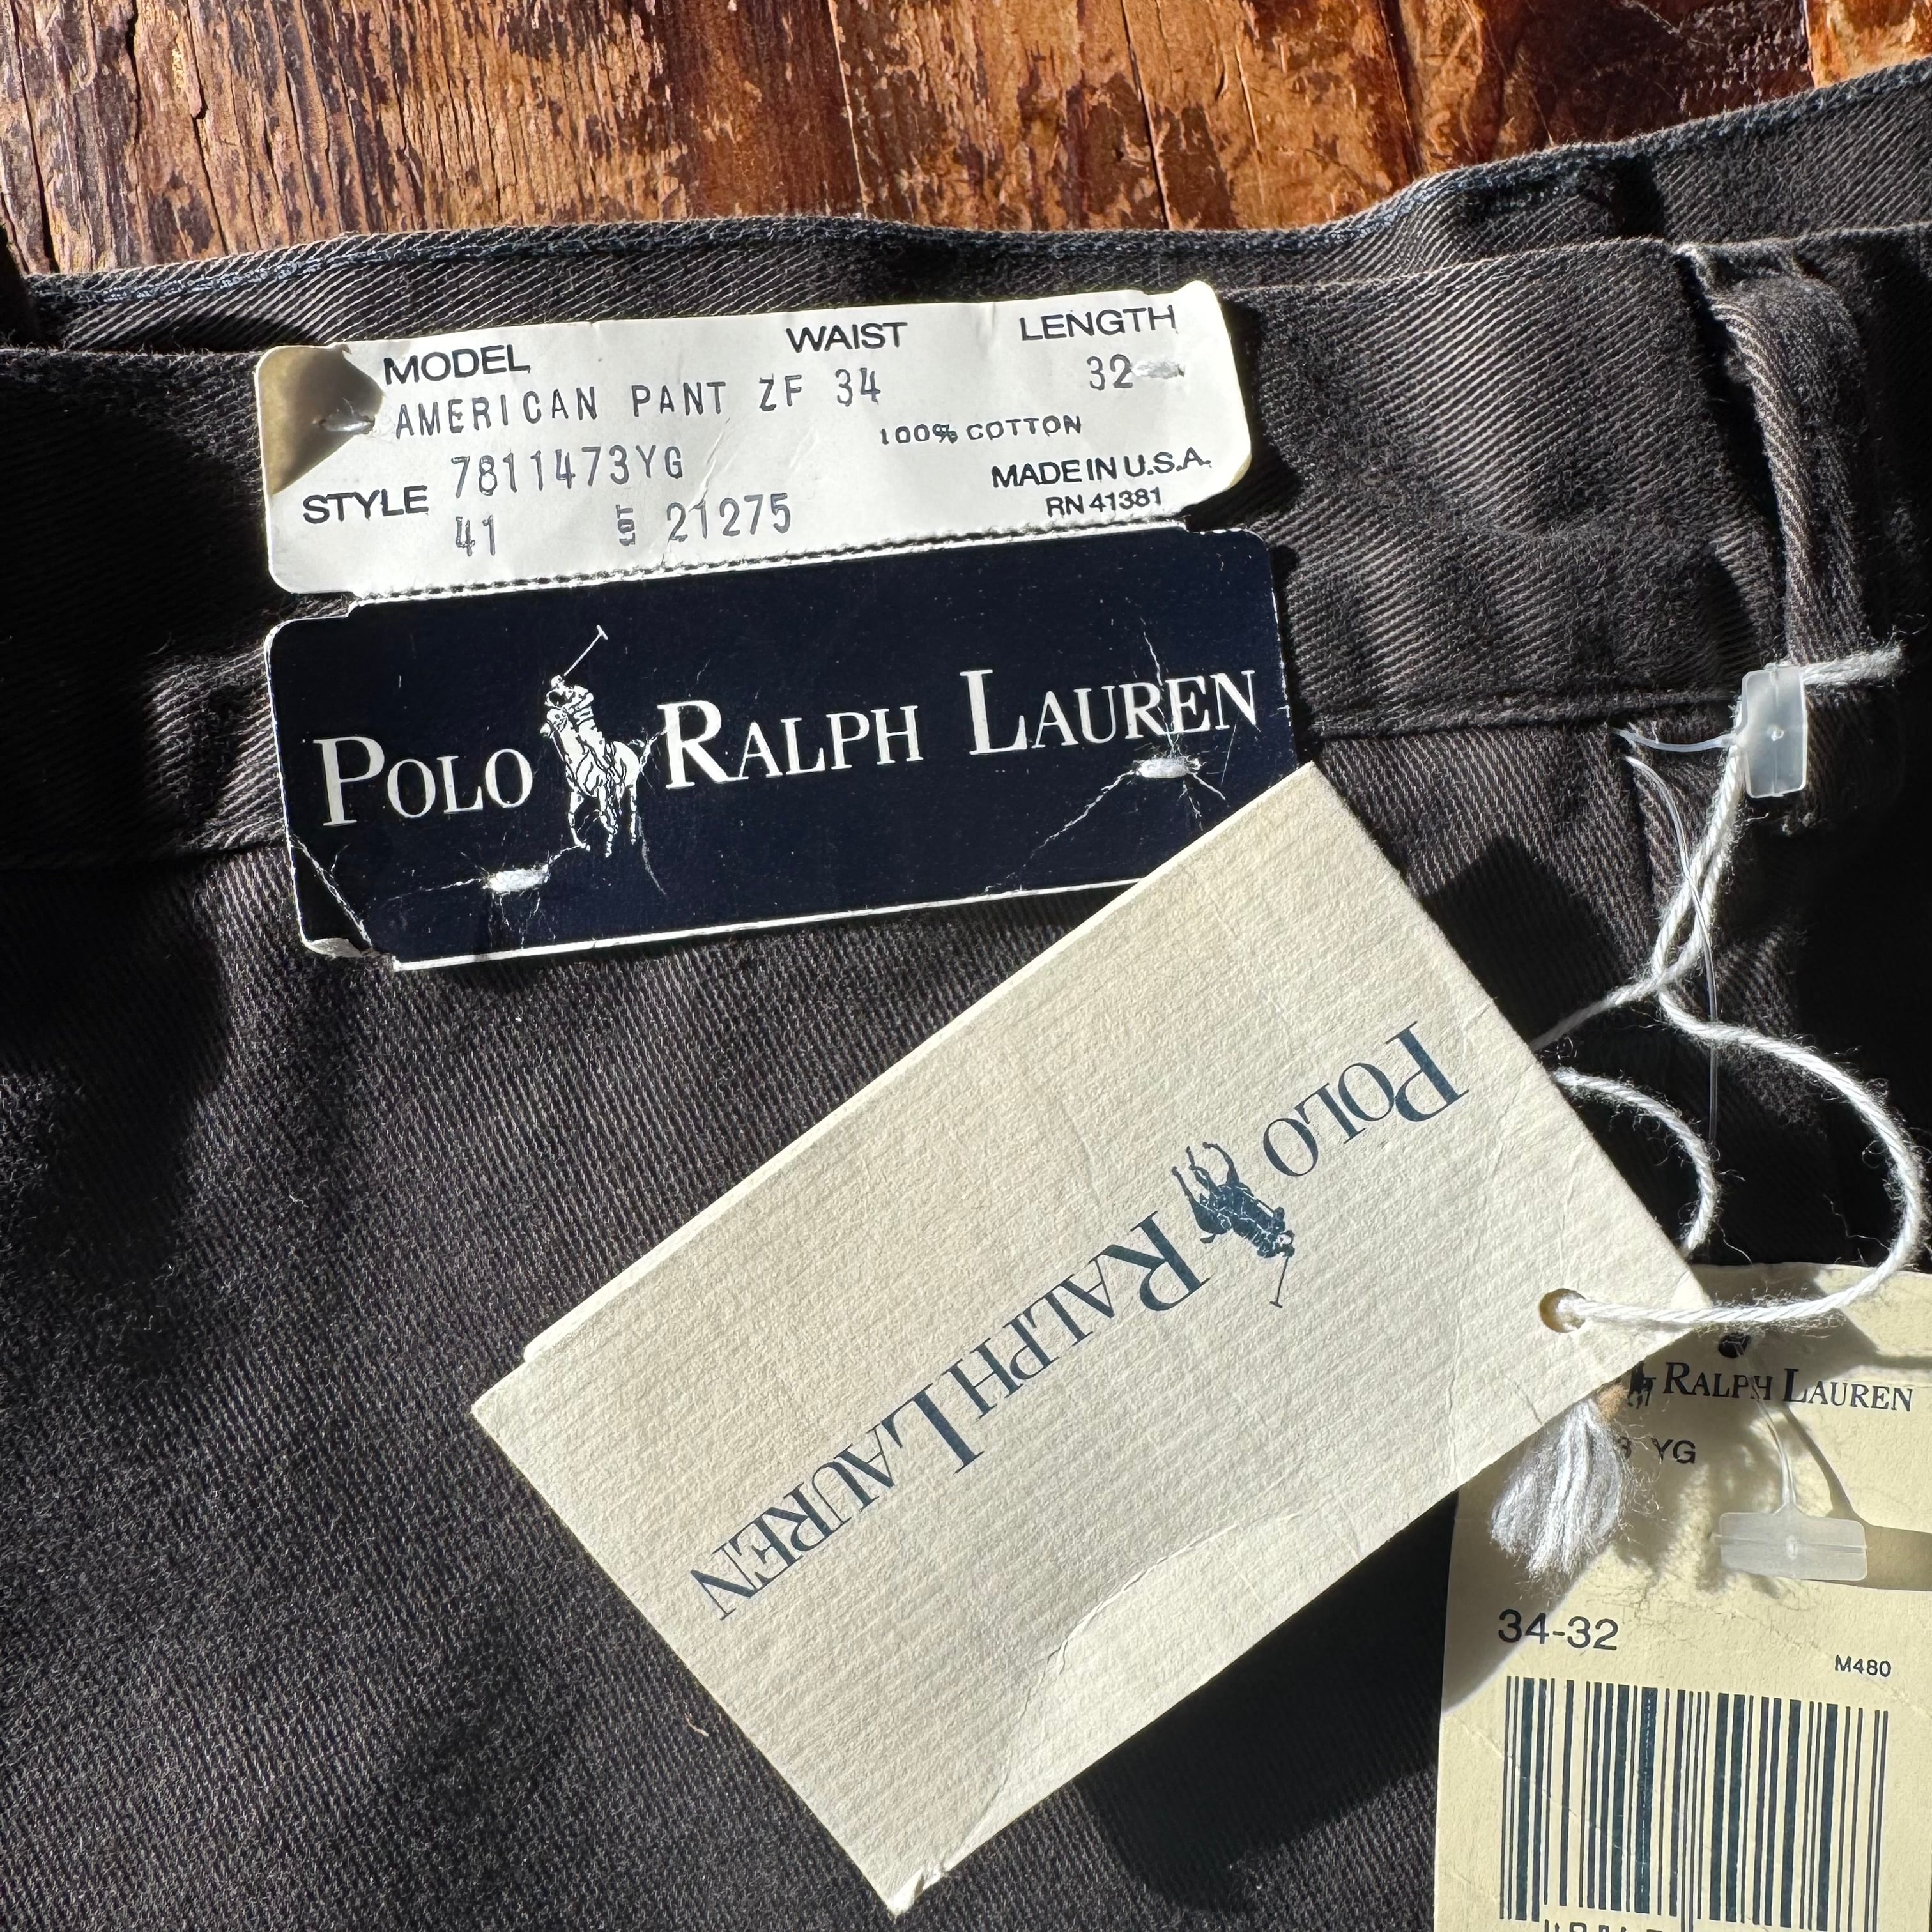 MODEL WAIST LENGTH
AMERICAN PANT ZF 34 32
100% COTTON
7811473YG
STYLE
MADE IN U.S.A.
41 21275
RN 41381
POLO RALPH LAUREN
POLO RALPH LAUREN
RALPH LAUREN
YG
34-32
M480